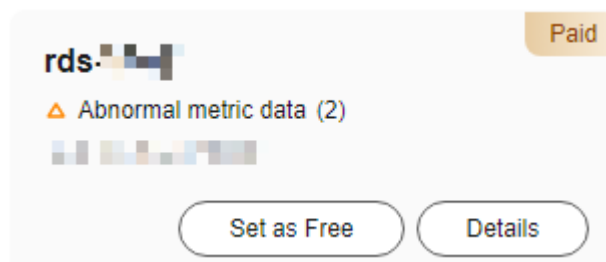 Paid
rds-
Abnormal metric data (2)
Set as Free
Details